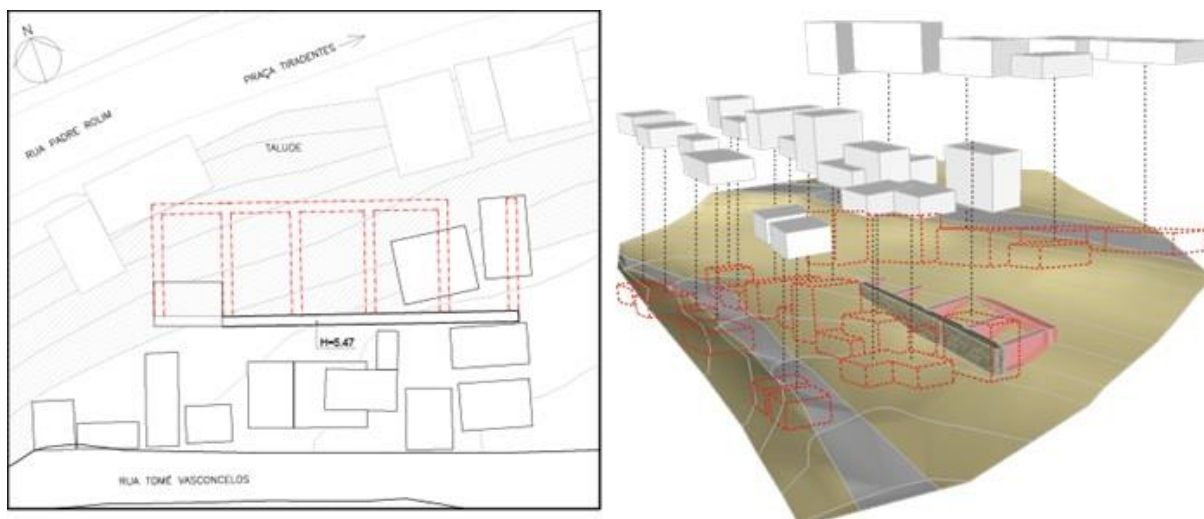 N
PRAÇA TIRADENTES
RUA PADRE ROLIM
TALUDE
H=5.47
RUA TOMÉ VASCONCELOS